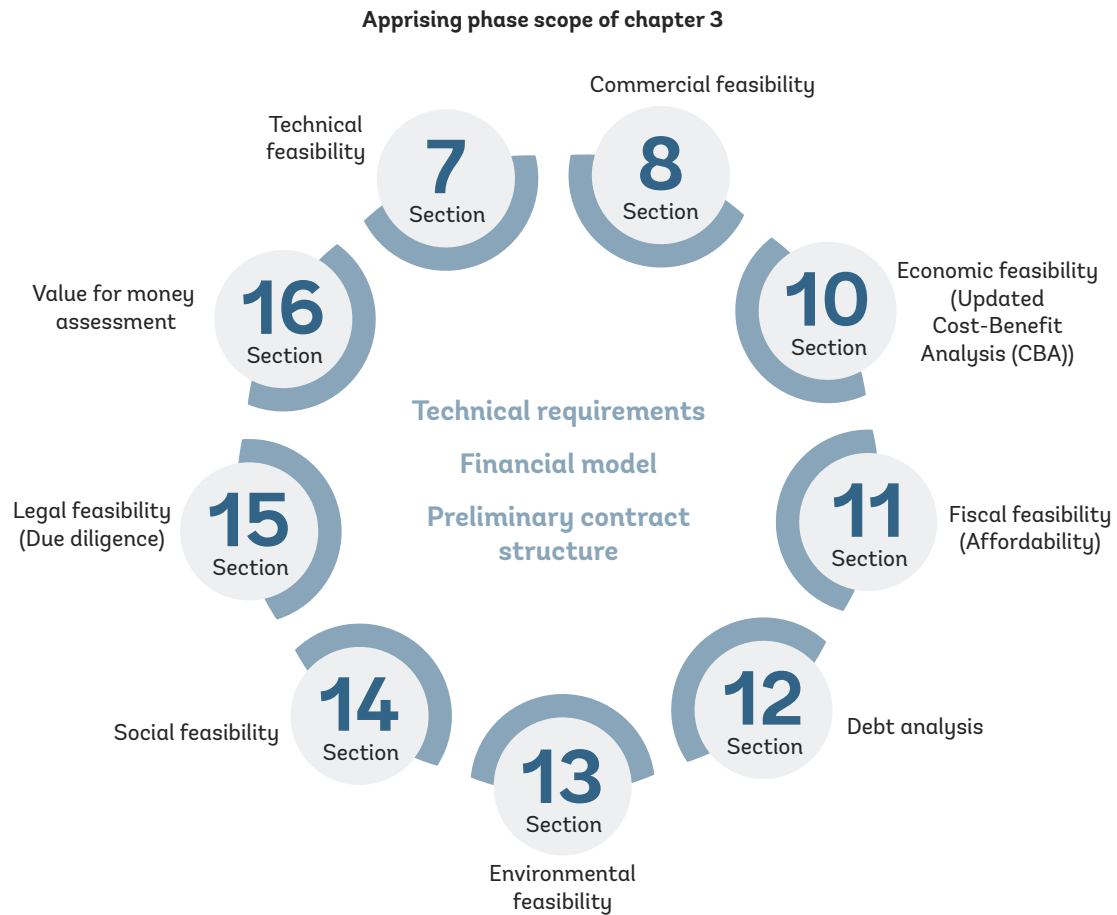 Apprising phase scope of chapter 3
Commercial feasibility
8
Section
Economic feasibility
(Updated
Cost-Benefit
Analysis (CBA))
10
Section
Fiscal feasibility
(Affordability)
11
Section
Debt analysis
12
Section
Environmental
feasibility
13
Section
Social feasibility
14
Section
Legal feasibility
(Due diligence)
15
Section
Value for money
assessment
16
Section
Technical
feasibility
7
Section
Technical requirements
Financial model
Preliminary contract
structure